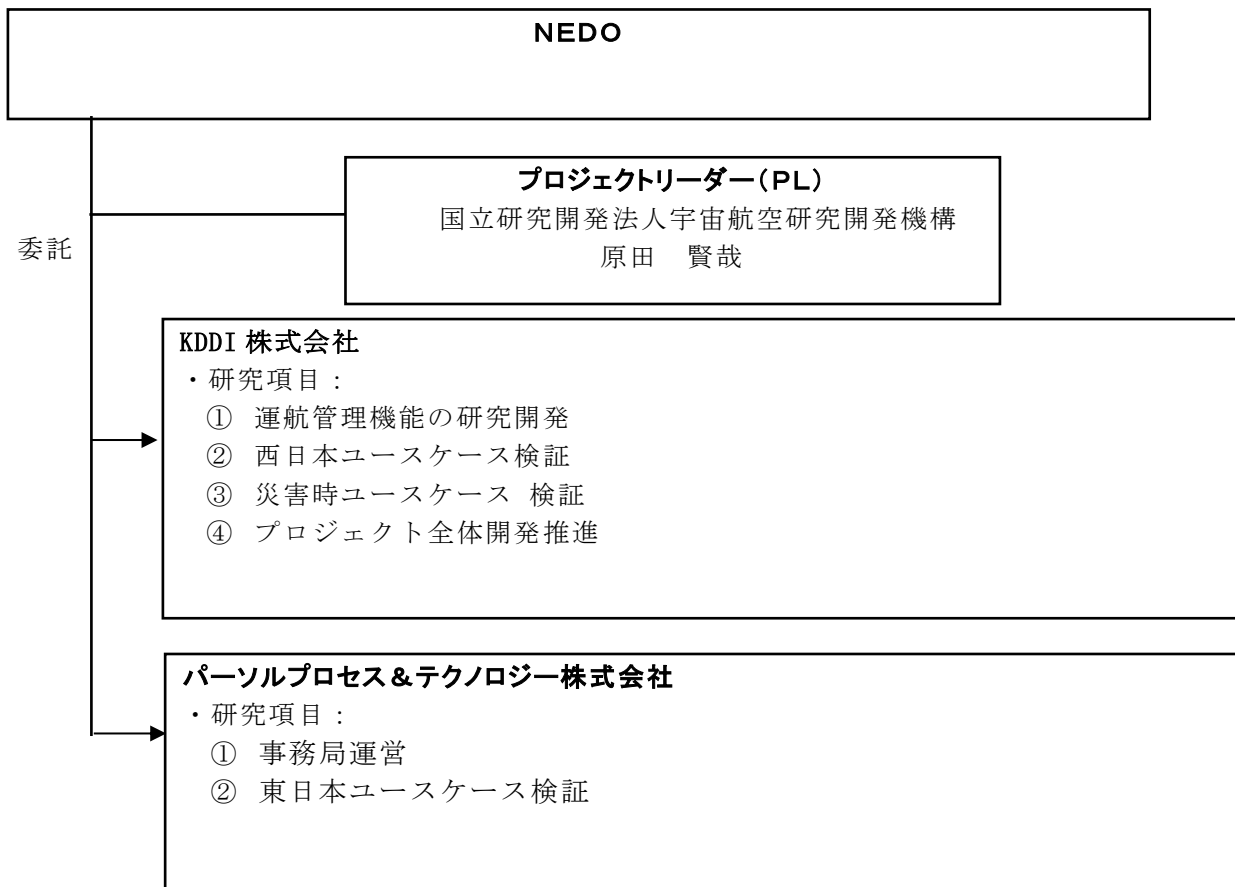 NEDO
プロジェクトリーダー(PL)
国立研究開発法人宇宙航空研究開発機構
原田　賢哉
委託
KDDI 株式会社
・研究項目：
① 運航管理機能の研究開発
② 西日本ユースケース検証
③ 災害時ユースケース 検証
④ プロジェクト全体開発推進
パーソルプロセス＆テクノロジー株式会社
・研究項目：
① 事務局運営
② 東日本ユースケース検証